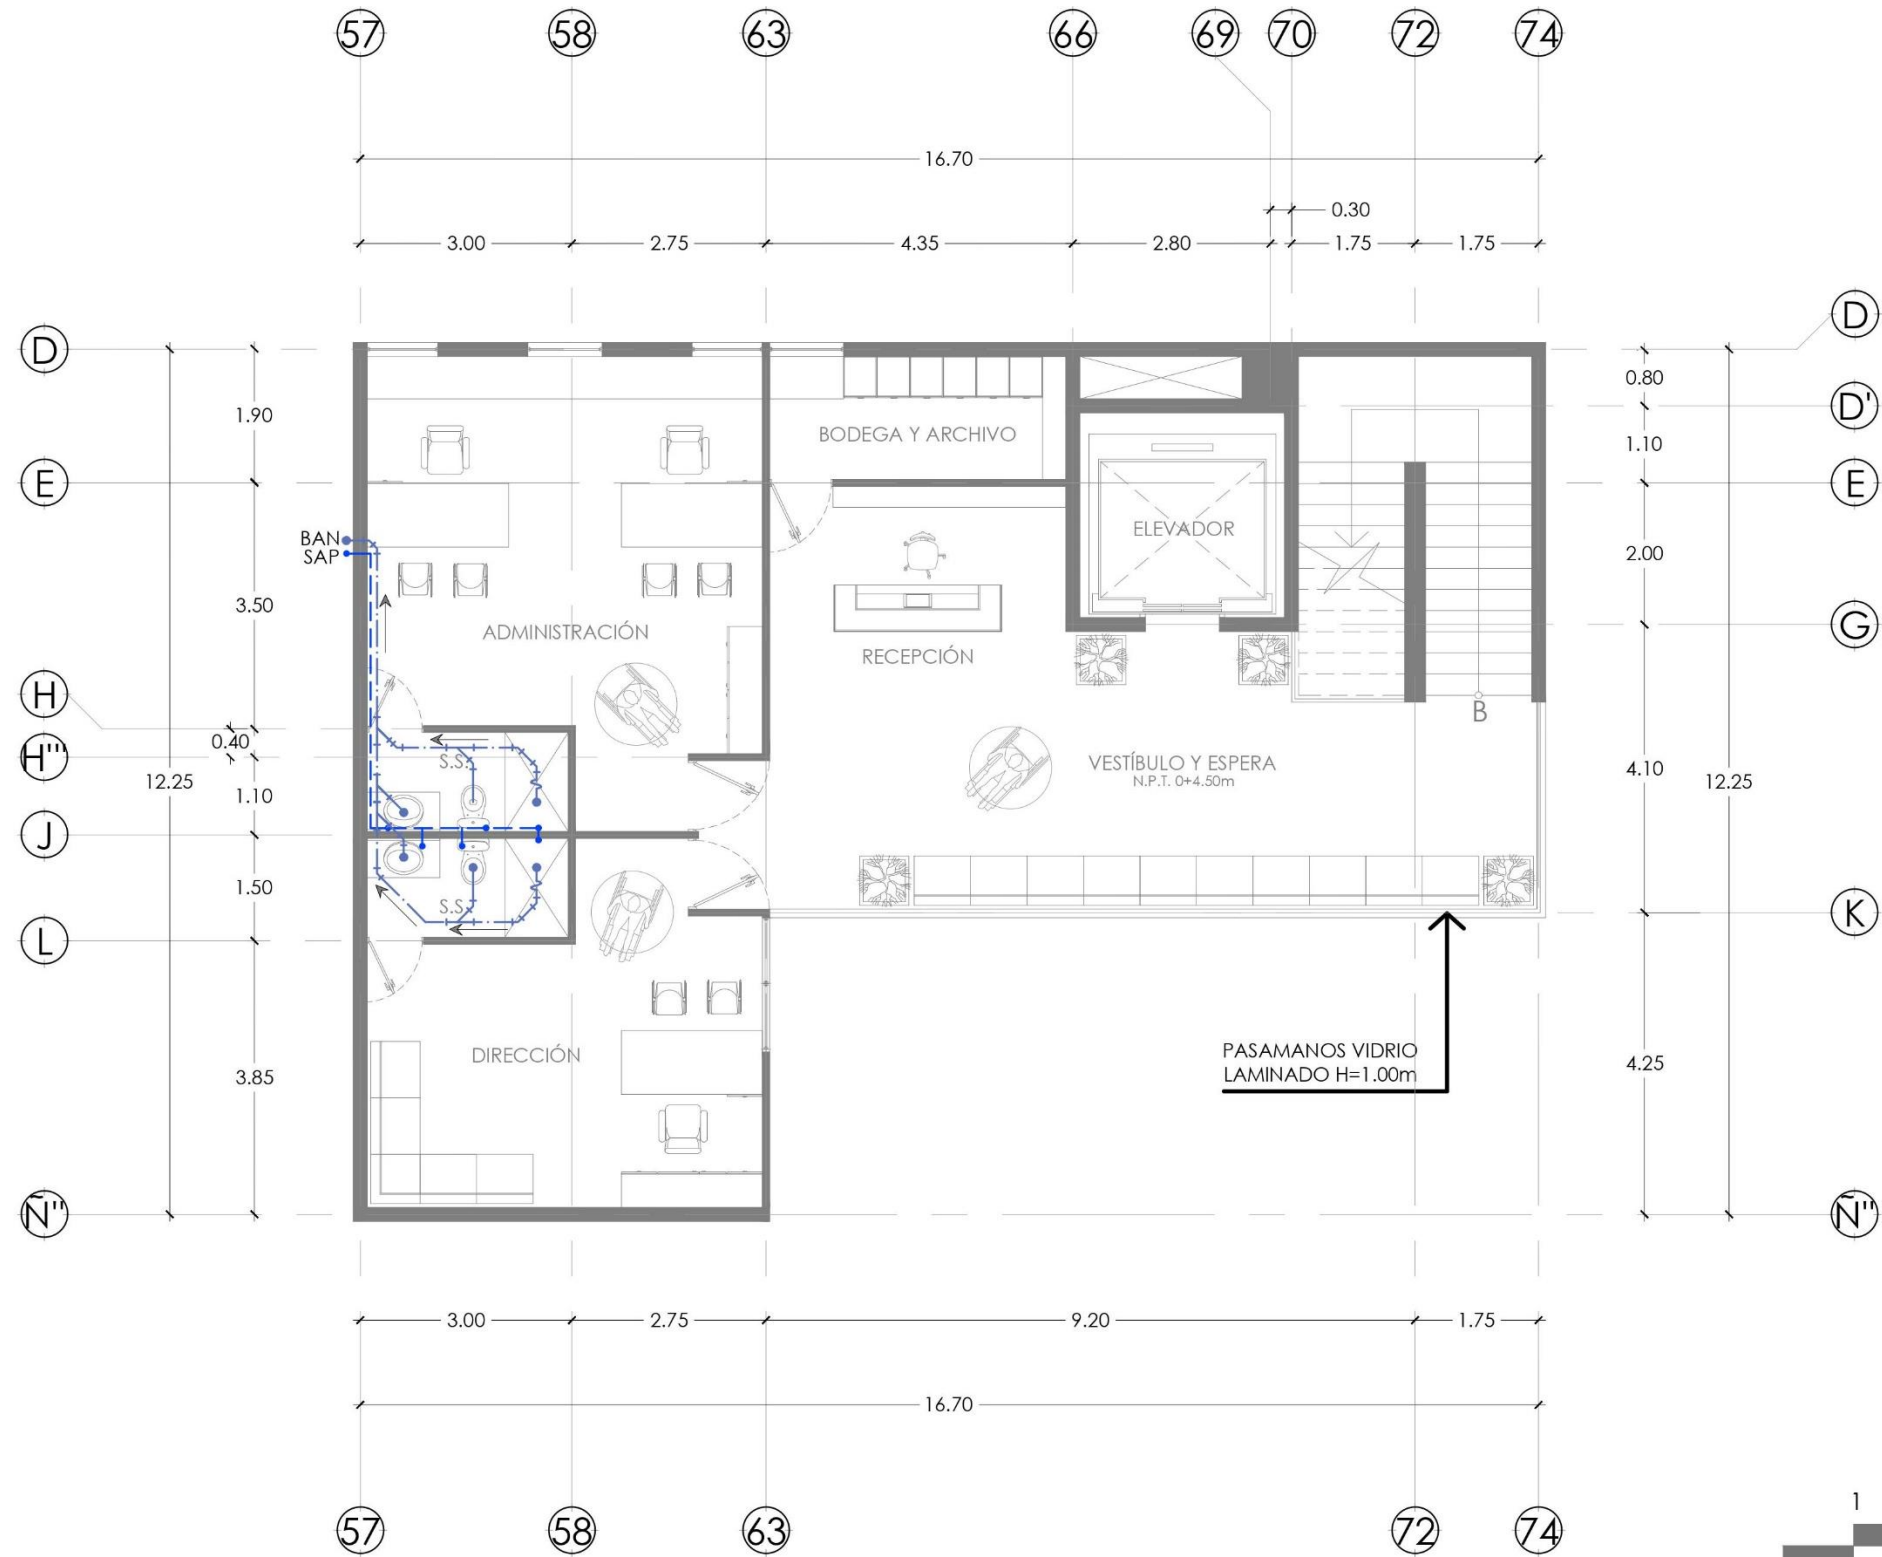 57 58 63 66 69 70 72 74
16.70
0.30
3.00 2.75 4.35 2.80 1.75 1.75
D D
0.80
1.90 BODEGA Y ARCHIVO D'
1.10
E E
ELEVADOR
BAN
SAP 2.00
3.50
ADMINISTRACIÓN G
RECEPCIÓN
H
B
0.40
H''' S.S. VESTÍBULO Y ESPERA 4.10
12.25 N.P.T. 0+4.50m 12.25
1.10
J
1.50
S.S.
L K
DIRECCIÓN PASAMANOS VIDRIO
LAMINADO H=1.00m
3.85 4.25
Ñ'' Ñ''
3.00 2.75 9.20 1.75
16.70
1
57 58 63 72 74